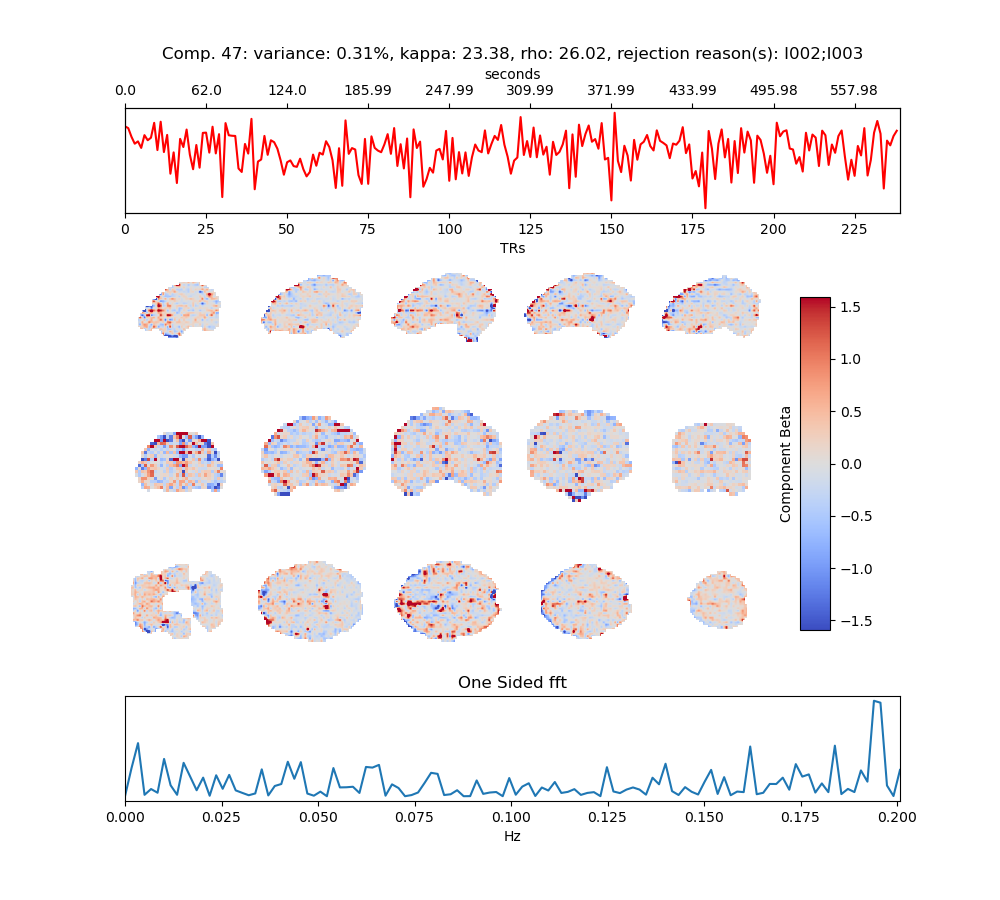 Comp. 47: variance: 0.31%, kappa: 23.38, rho: 26.02, rejection reason(s): I002;I003
seconds
0.0 62.0 124.0 185.99 247.99 309.99 371.99 433.99 495.98 557.98
0 25 50 75 100 125 150 175 200 225
TRs
1.5
1.0
0.5
0.0
−0.5
−1.0
−1.5
Component Beta
One Sided fft
0.000 0.025 0.050 0.075 0.100 0.125 0.150 0.175 0.200
Hz